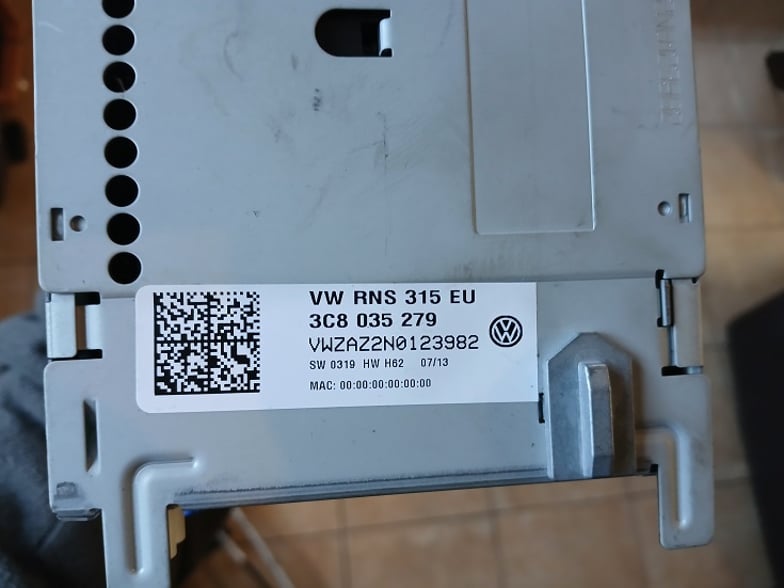 VW RNS 315 EU
3C8 035 279
VWZAZ2N0123982
SW 0319 HW H62 07/13
MAC: 00:00:00:00:00:00